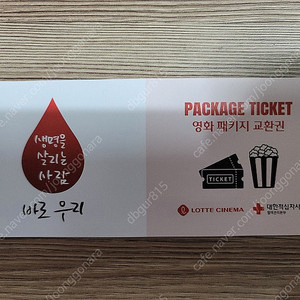 생명을
살리는
사람
바로 우리
PACKAGE TICKET
영화 패키지 교환권
TICKET
LOTTE CINEMA
대한적십자사